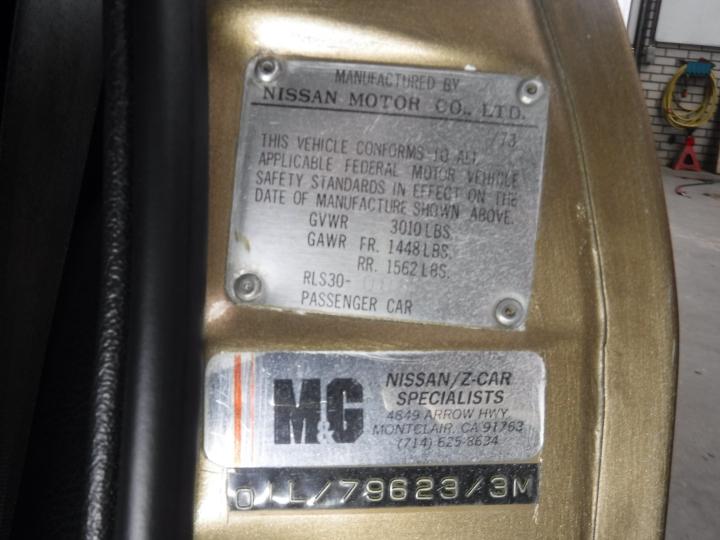 MANUFACTURED BY
NISSAN MOTOR CO., LTD.
/73
THIS VEHICLE CONFORMS TO ALL
APPLICABLE FEDERAL MOTOR VEHICLE
SAFETY STANDARDS IN EFFECT ON THE
DATE OF MANUFACTURE SHOWN ABOVE.
GVWR 3010 LBS.
GAWR FR. 1448 LBS.
RR. 1562 LBS.
RLS30-
PASSENGER CAR
M&G
NISSAN/Z-CAR
SPECIALISTS
4849 ARROW HWY.
MONTCLAIR, CA 91763
(714) 625-8634
OIL/79623/3M